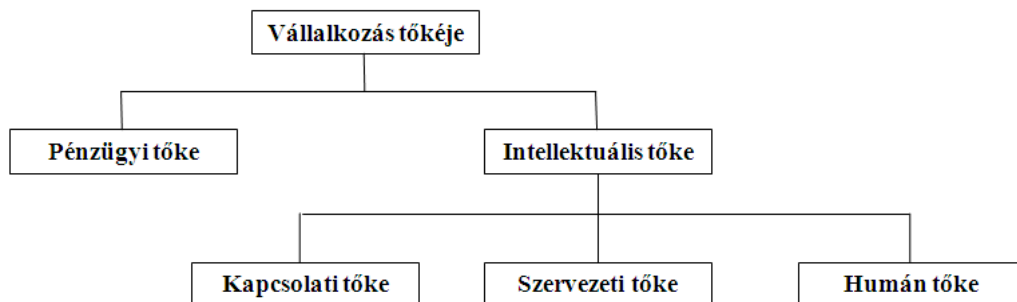 Vállalkozás tőkéje
Pénzügyi tőke
Intellektuális tőke
Kapcsolati tőke
Szervezeti tőke
Humán tőke